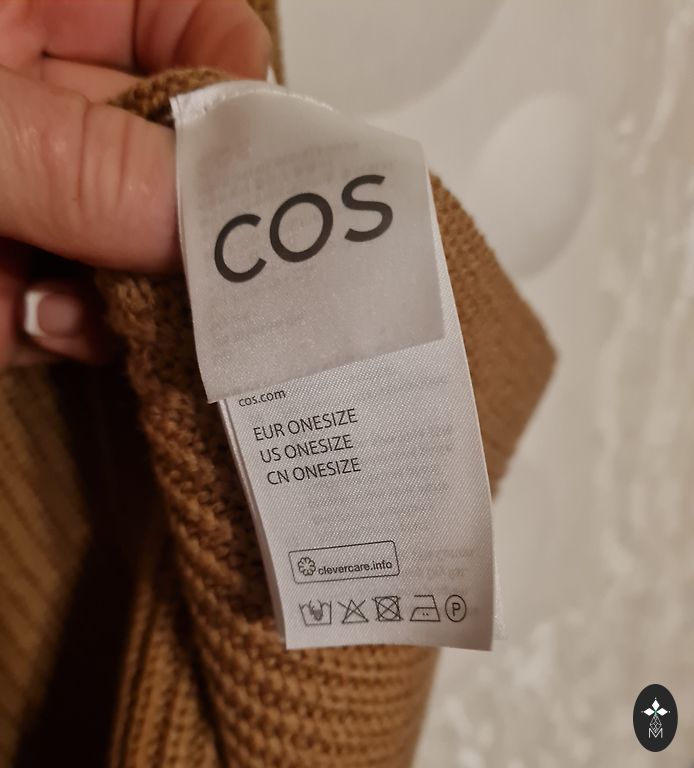 COS
cos.com
EUR ONESIZE
US ONESIZE
CN ONESIZE
clevercare.info
P
M